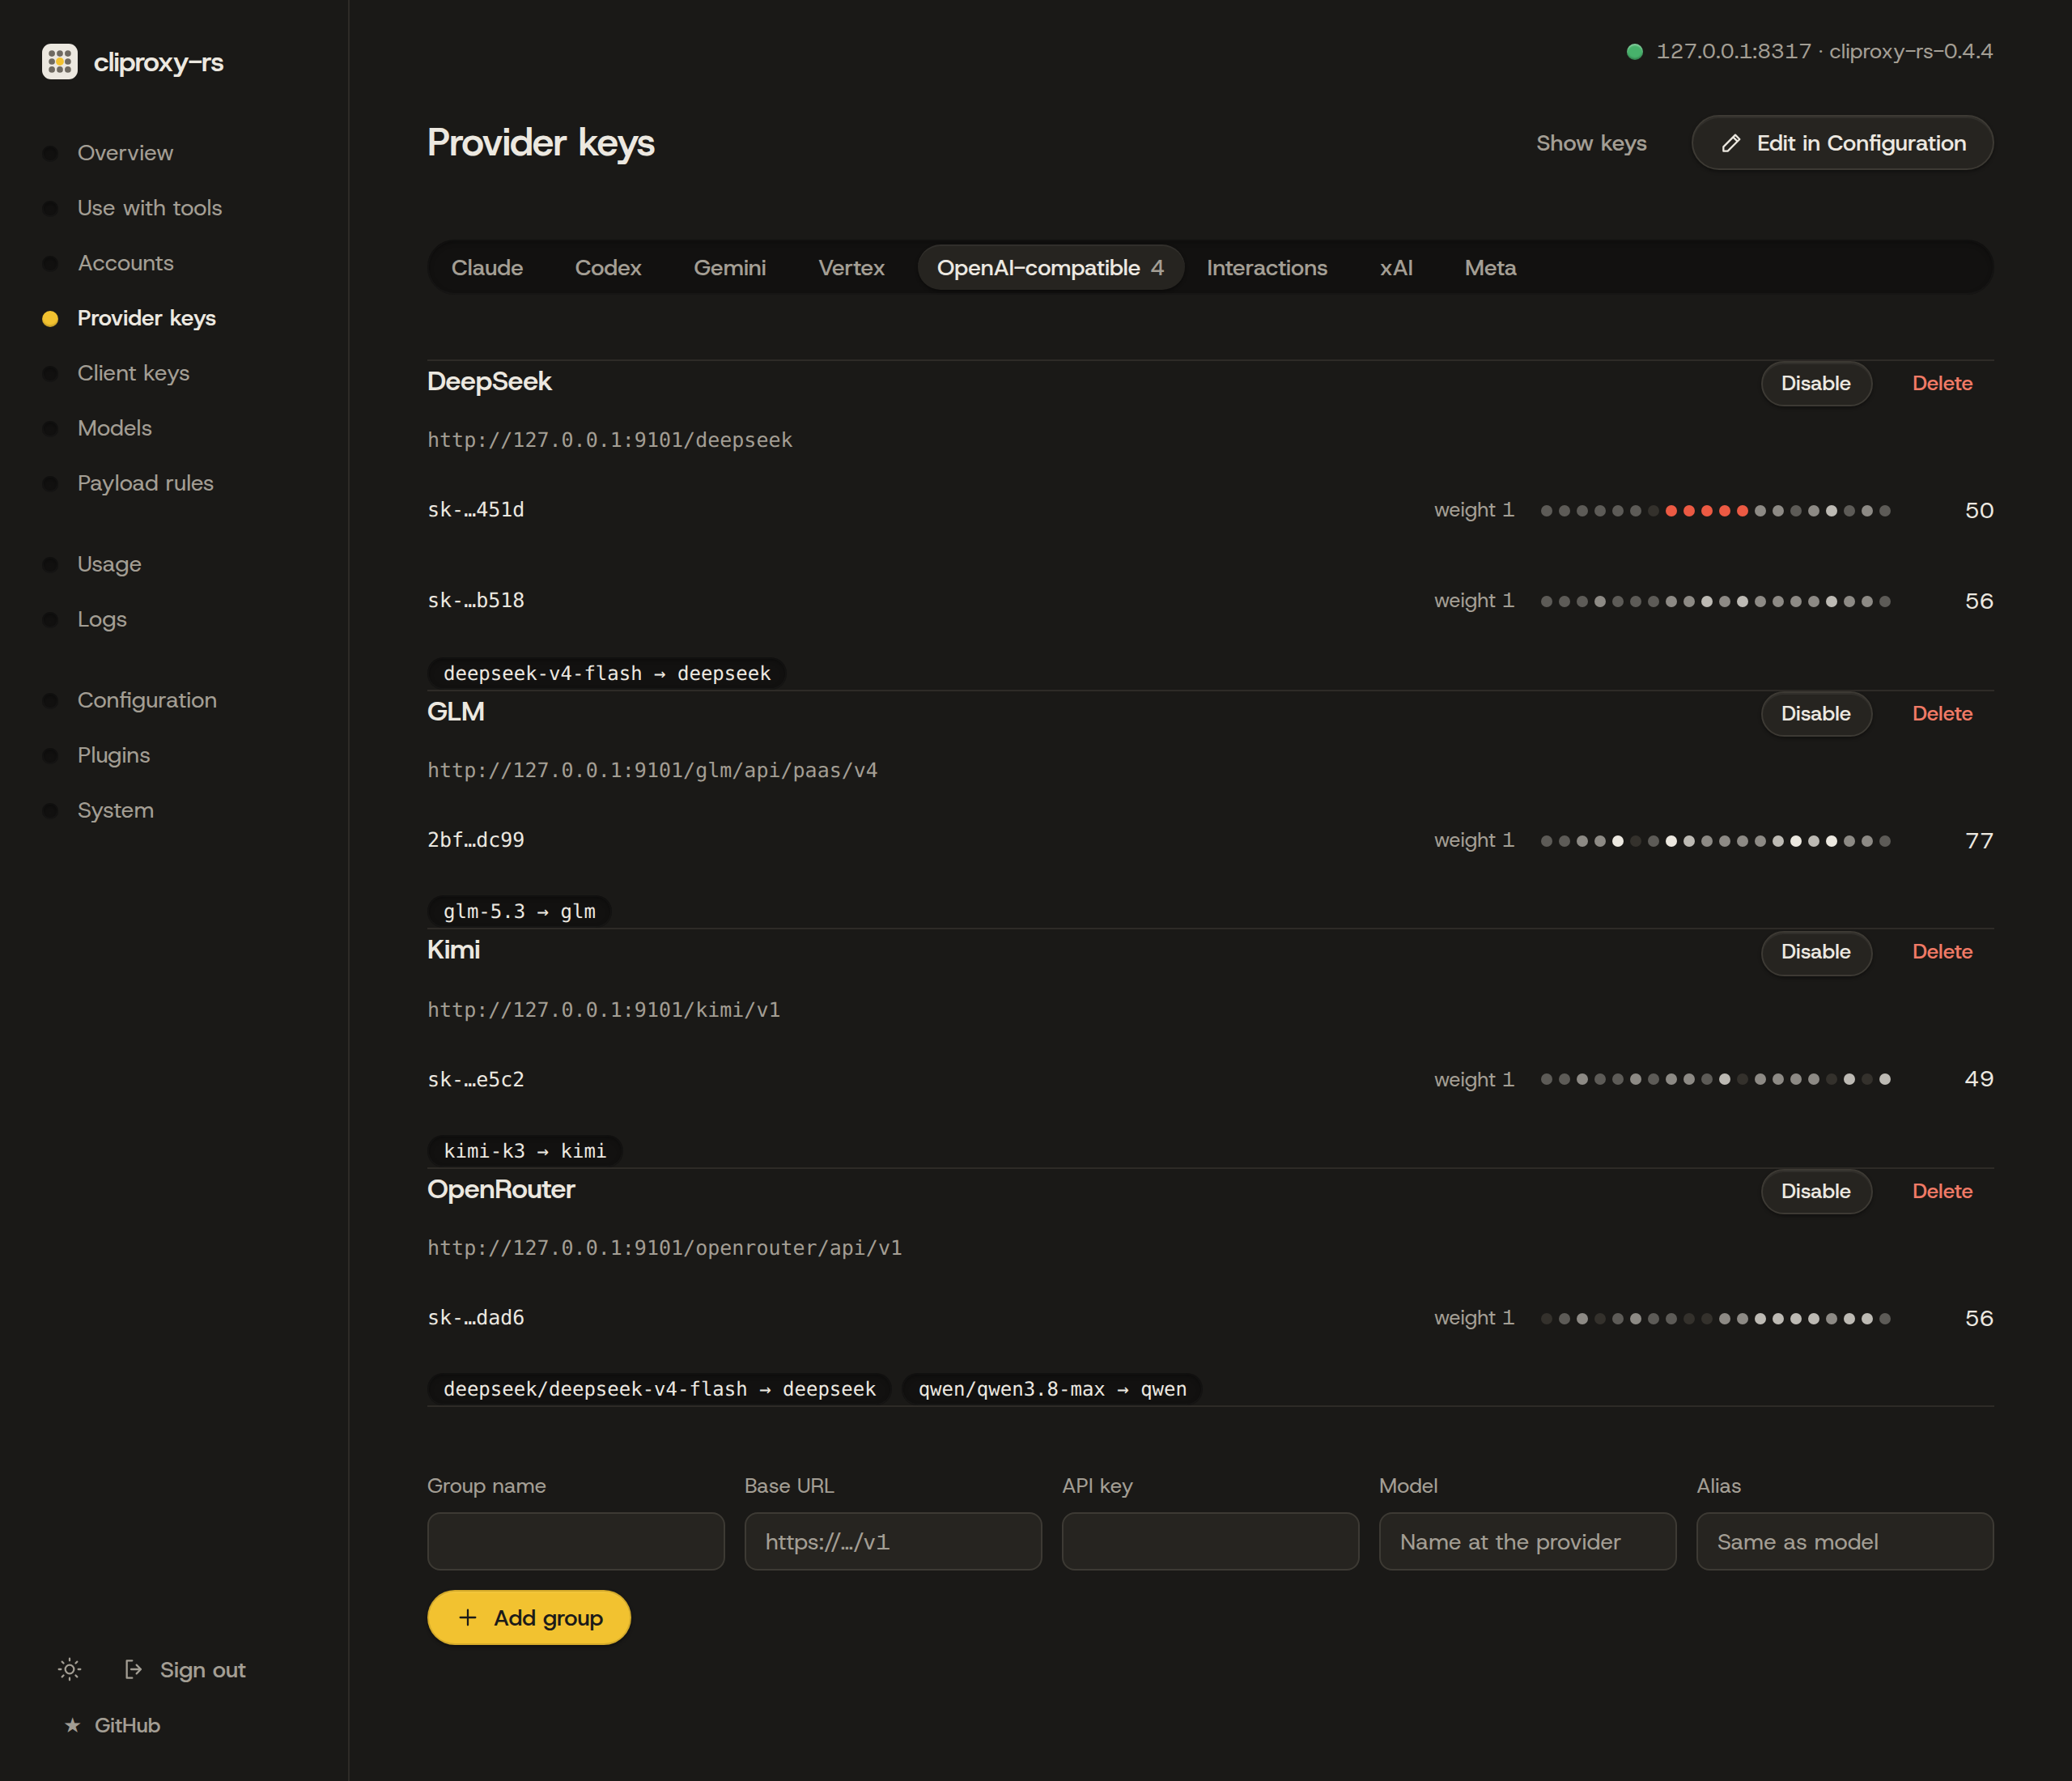 cliproxy-rs
127.0.0.1:8317 · cliproxy-rs-0.4.4
Overview
Use with tools
Accounts
Provider keys
Client keys
Models
Payload rules
Usage
Logs
Configuration
Plugins
System
Sign out
★ GitHub
Provider keys
Show keys
Edit in Configuration
Claude Codex Gemini Vertex OpenAI-compatible 4 Interactions xAI Meta
DeepSeek Disable Delete
http://127.0.0.1:9101/deepseek
sk-…451d weight 1 50
sk-…b518 weight 1 56
deepseek-v4-flash → deepseek
GLM Disable Delete
http://127.0.0.1:9101/glm/api/paas/v4
2bf…dc99 weight 1 77
glm-5.3 → glm
Kimi Disable Delete
http://127.0.0.1:9101/kimi/v1
sk-…e5c2 weight 1 49
kimi-k3 → kimi
OpenRouter Disable Delete
http://127.0.0.1:9101/openrouter/api/v1
sk-…dad6 weight 1 56
deepseek/deepseek-v4-flash → deepseek qwen/qwen3.8-max → qwen
Group name Base URL API key Model Alias
https://…/v1 Name at the provider Same as model
+ Add group